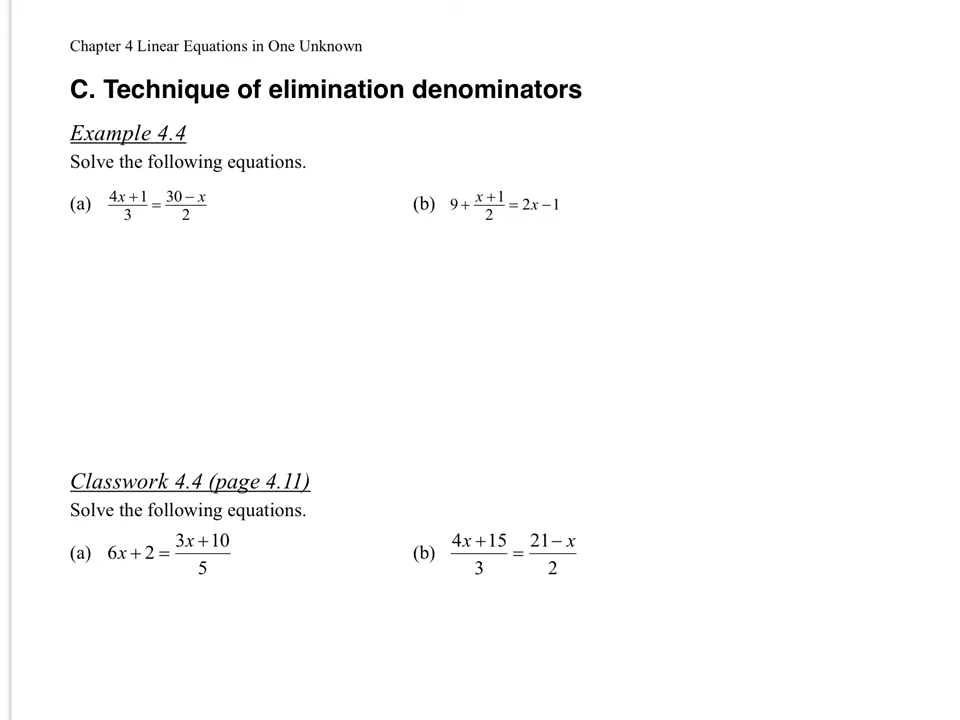 Chapter 4 Linear Equations in One Unknown
C. Technique of elimination denominators
Example 4.4
Solve the following equations.
(a) (4x+1)/3 = (30−x)/2 (b) 9+(x+1)/2 = 2x−1
Classwork 4.4 (page 4.11)
Solve the following equations.
(a) 6x+2 = (3x+10)/5 (b) (4x+15)/3 = (21−x)/2